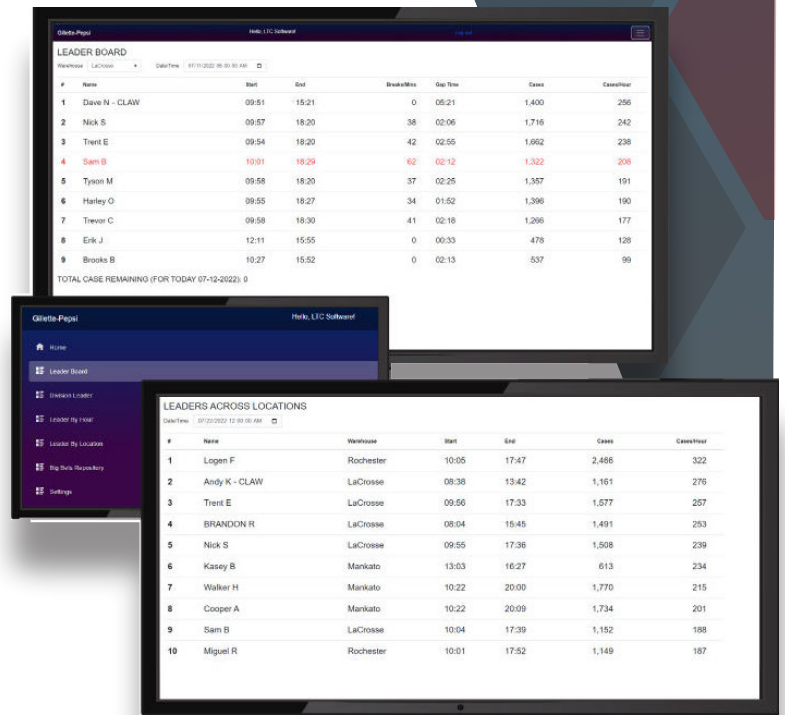 Gillette-Pepsi Hello, LTC Software!
LEADER BOARD
Warehouse LaCrosse Date/Time 07/11/2022
# Name Start End Breaks/Mins Gap Time Cases Cases/Hour
1 Dave N - CLAW 09:51 15:21 0 05:21 1,400 256
2 Nick S 09:57 18:20 38 02:06 1,716 242
3 Trent E 09:54 18:20 42 02:55 1,662 238
4 Sam B 10:01 18:29 62 02:12 1,322 208
5 Tyson M 09:58 18:20 37 02:25 1,357 191
6 Harley O 09:55 18:27 34 01:52 1,396 190
7 Trevor C 09:58 18:30 41 02:18 1,266 177
8 Erik J 12:11 15:55 0 00:33 478 128
9 Brooks B 10:27 15:52 0 02:13 537 99
TOTAL CASE REMAINING (FOR TODAY 07-12-2022): 0
Gillette-Pepsi Hello, LTC Software!
Home
Leader Board
Division Leader
Leader By Hour
Leader By Location
Big Bets Repository
Settings
LEADERS ACROSS LOCATIONS
Date/Time 07/22/2022 12:00:00 AM
# Name Warehouse Start End Cases Cases/Hour
1 Logen F Rochester 10:05 17:47 2,466 322
2 Andy K - CLAW LaCrosse 08:38 13:42 1,161 276
3 Trent E LaCrosse 09:56 17:33 1,577 257
4 BRANDON R LaCrosse 08:04 15:45 1,491 253
5 Nick S LaCrosse 09:55 17:36 1,508 239
6 Kasey B Mankato 13:03 16:27 613 234
7 Walker H Mankato 10:22 20:00 1,770 215
8 Cooper A Mankato 10:22 20:09 1,734 201
9 Sam B LaCrosse 10:04 17:39 1,152 188
10 Miguel R Rochester 10:01 17:52 1,149 187